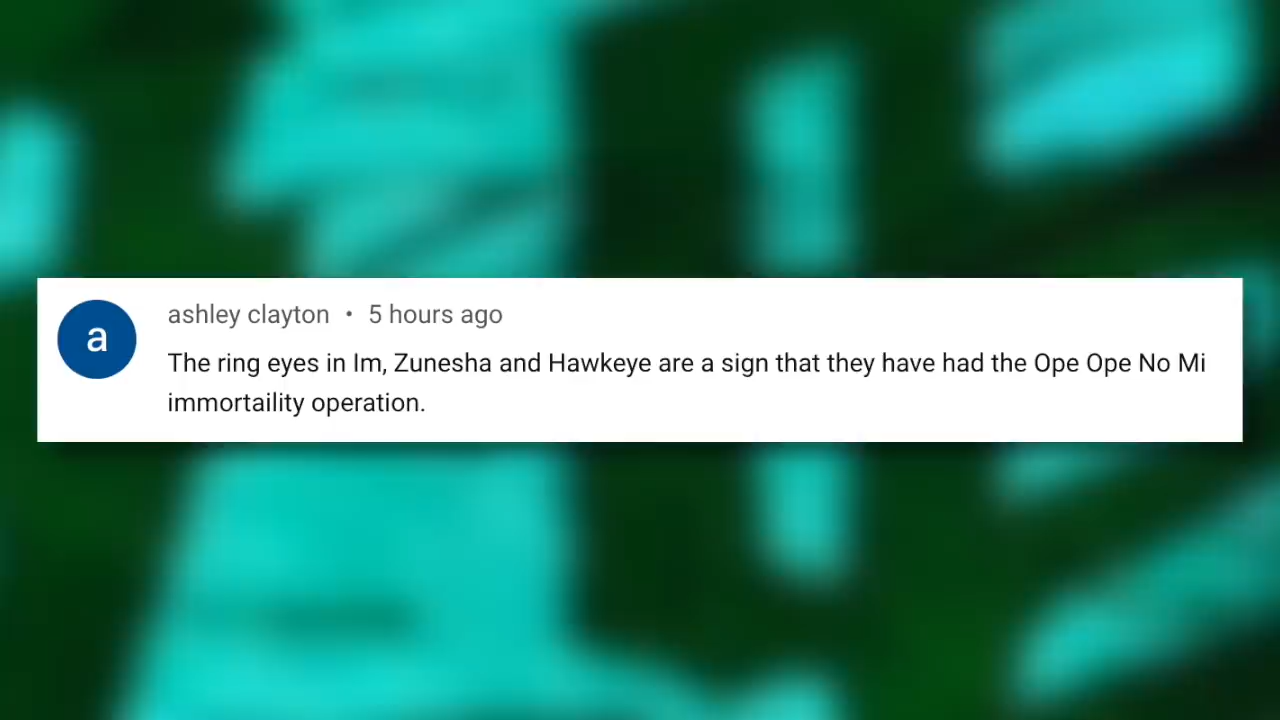 a
ashley clayton • 5 hours ago
The ring eyes in Im, Zunesha and Hawkeye are a sign that they have had the Ope Ope No Mi
immortaility operation.